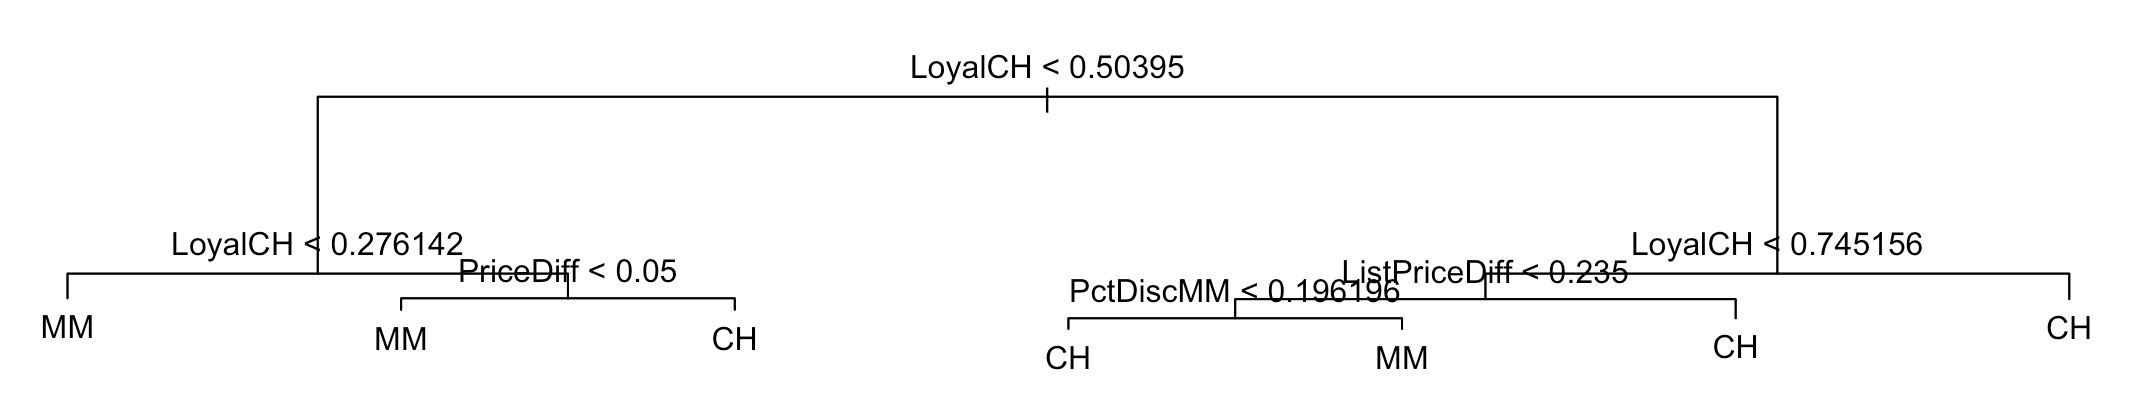 LoyalCH < 0.50395
LoyalCH < 0.276142
LoyalCH < 0.745156
PriceDiff < 0.05
ListPriceDiff < 0.235
PctDiscMM < 0.196196
MM
MM
CH
CH
MM
CH
CH